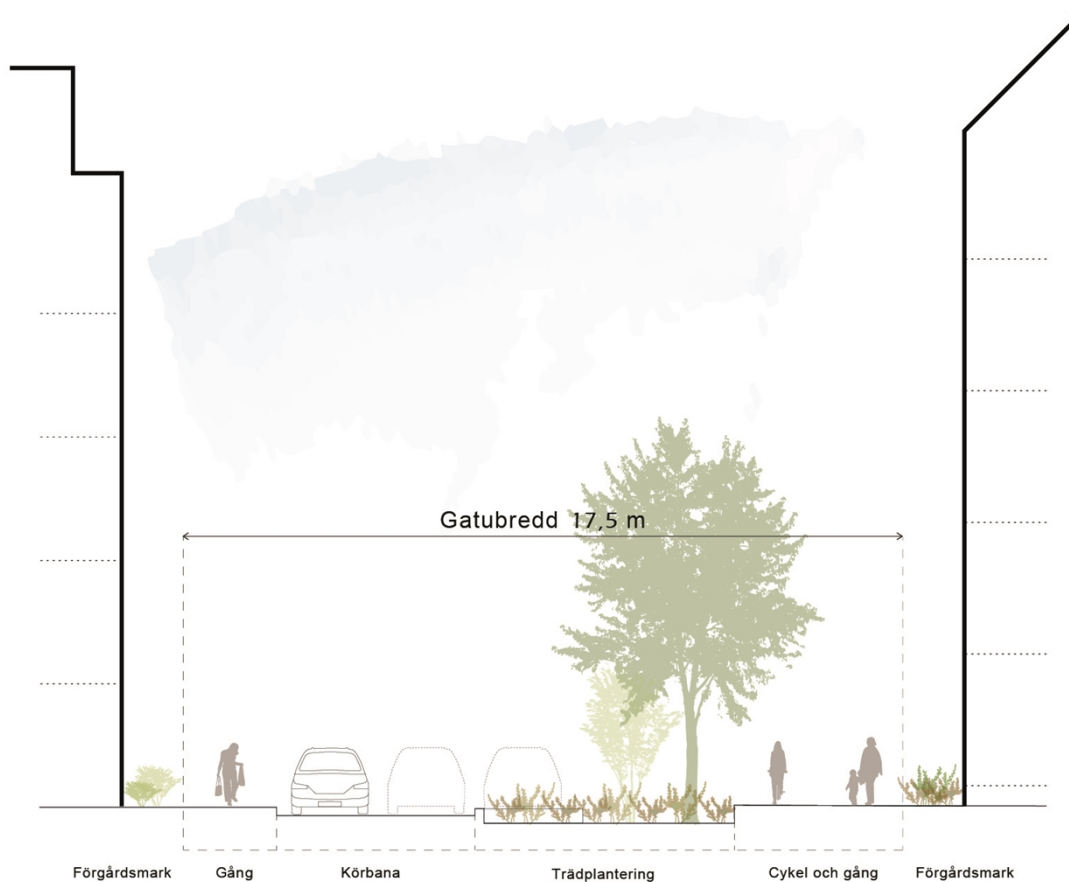 Gatubredd 17,5 m
Förgårdsmark Gång Körbana Trädplantering Cykel och gång Förgårdsmark